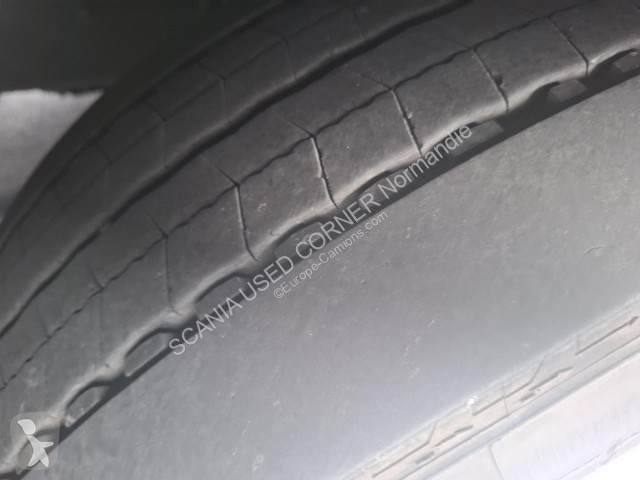 SCANIA USED CORNER Normandie
©Europe-Camions.com